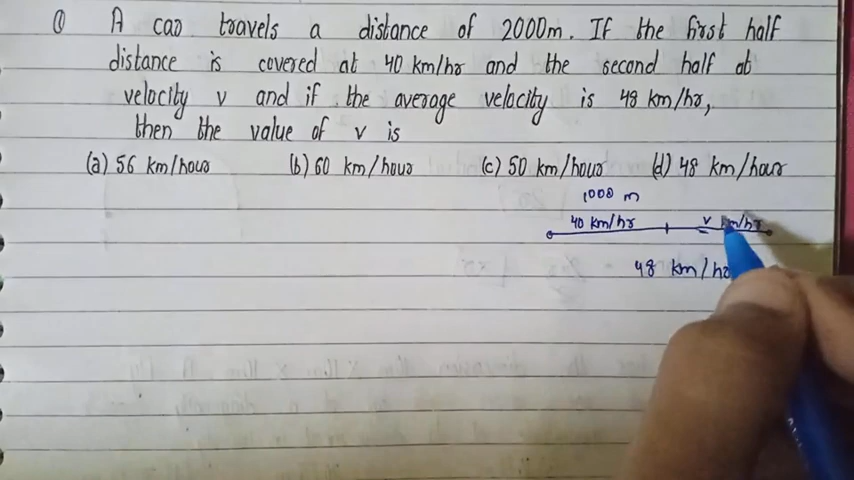 Q A car travels a distance of 2000m. If the first half
distance is covered at 40 km/hr and the second half at
velocity v and if the average velocity is 48 km/hr,
then the value of v is
(a) 56 km/hour (b) 60 km/hour (c) 50 km/hour (d) 48 km/hour
1000 m
40 km/hr v km/hr
48 km/hr